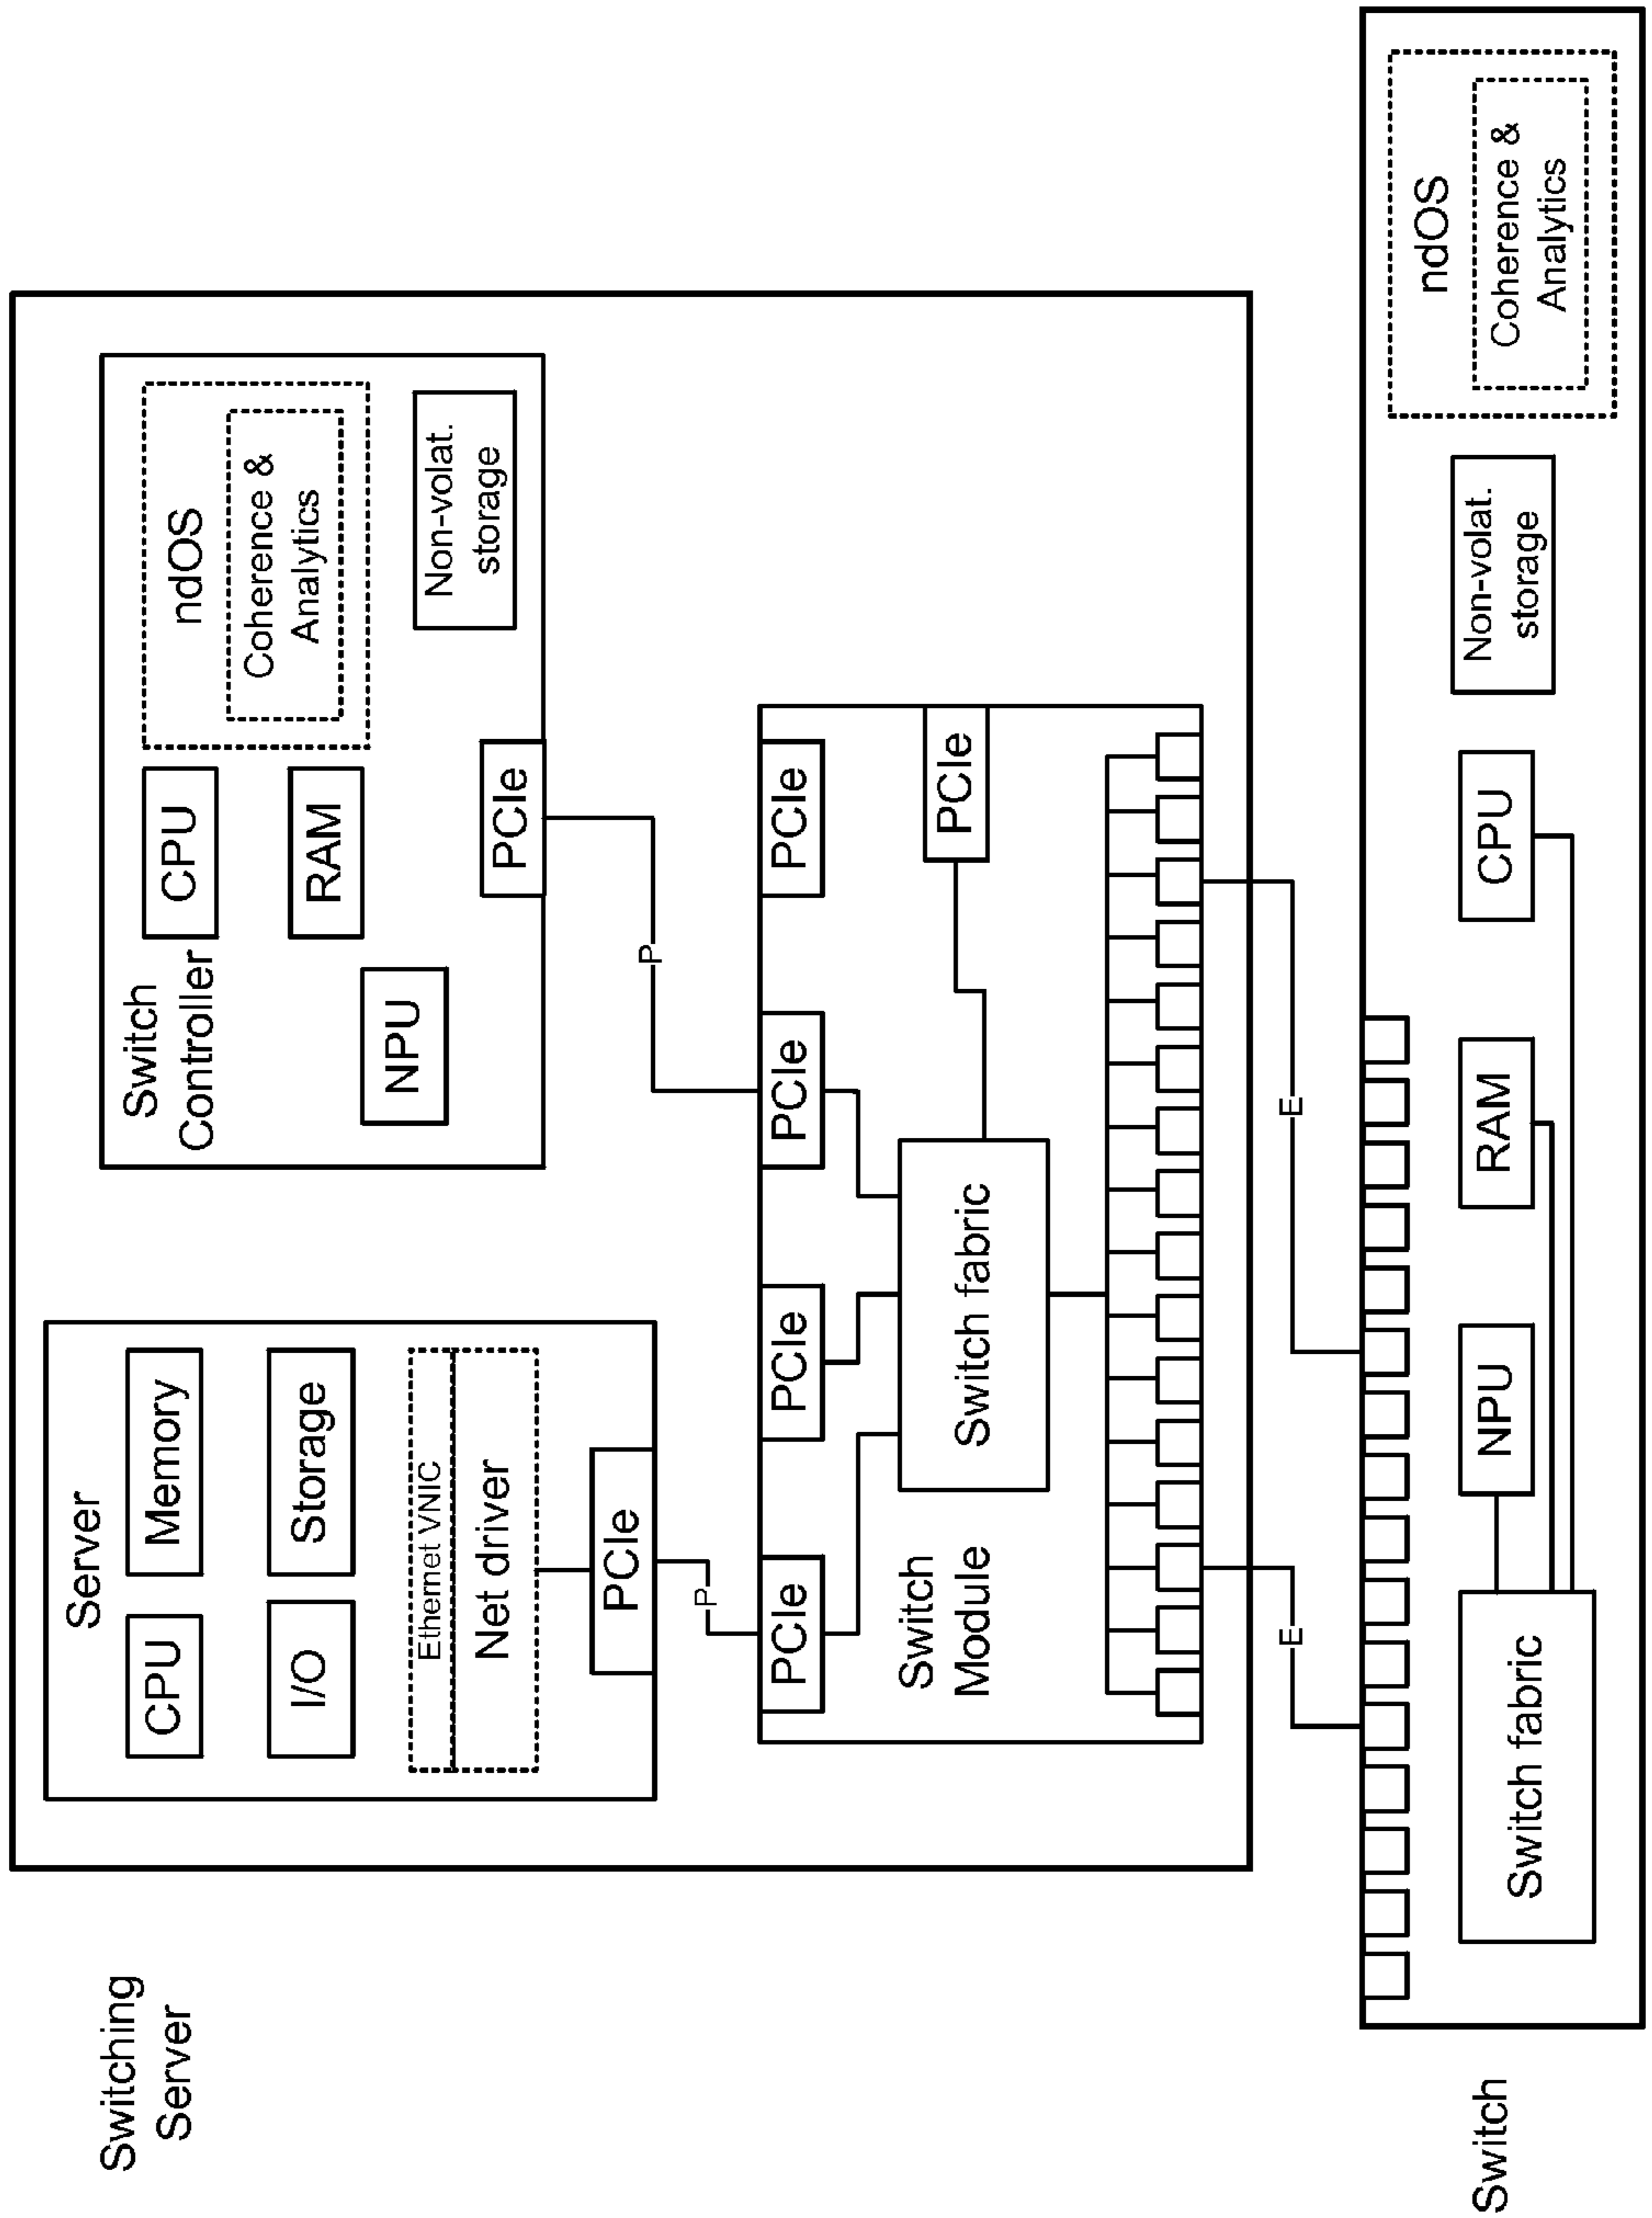 Switching
Server
Server
CPU
Memory
I/O
Storage
Ethernet VNIC
Net driver
PCIe
P
Switch
Controller
CPU
RAM
NPU
ndOS
Coherence &
Analytics
Non-volat.
storage
PCIe
P
PCIe
PCIe
PCIe
PCIe
PCIe
Switch
Module
Switch fabric
E
E
Switch
Switch fabric
NPU
RAM
CPU
Non-volat.
storage
ndOS
Coherence &
Analytics